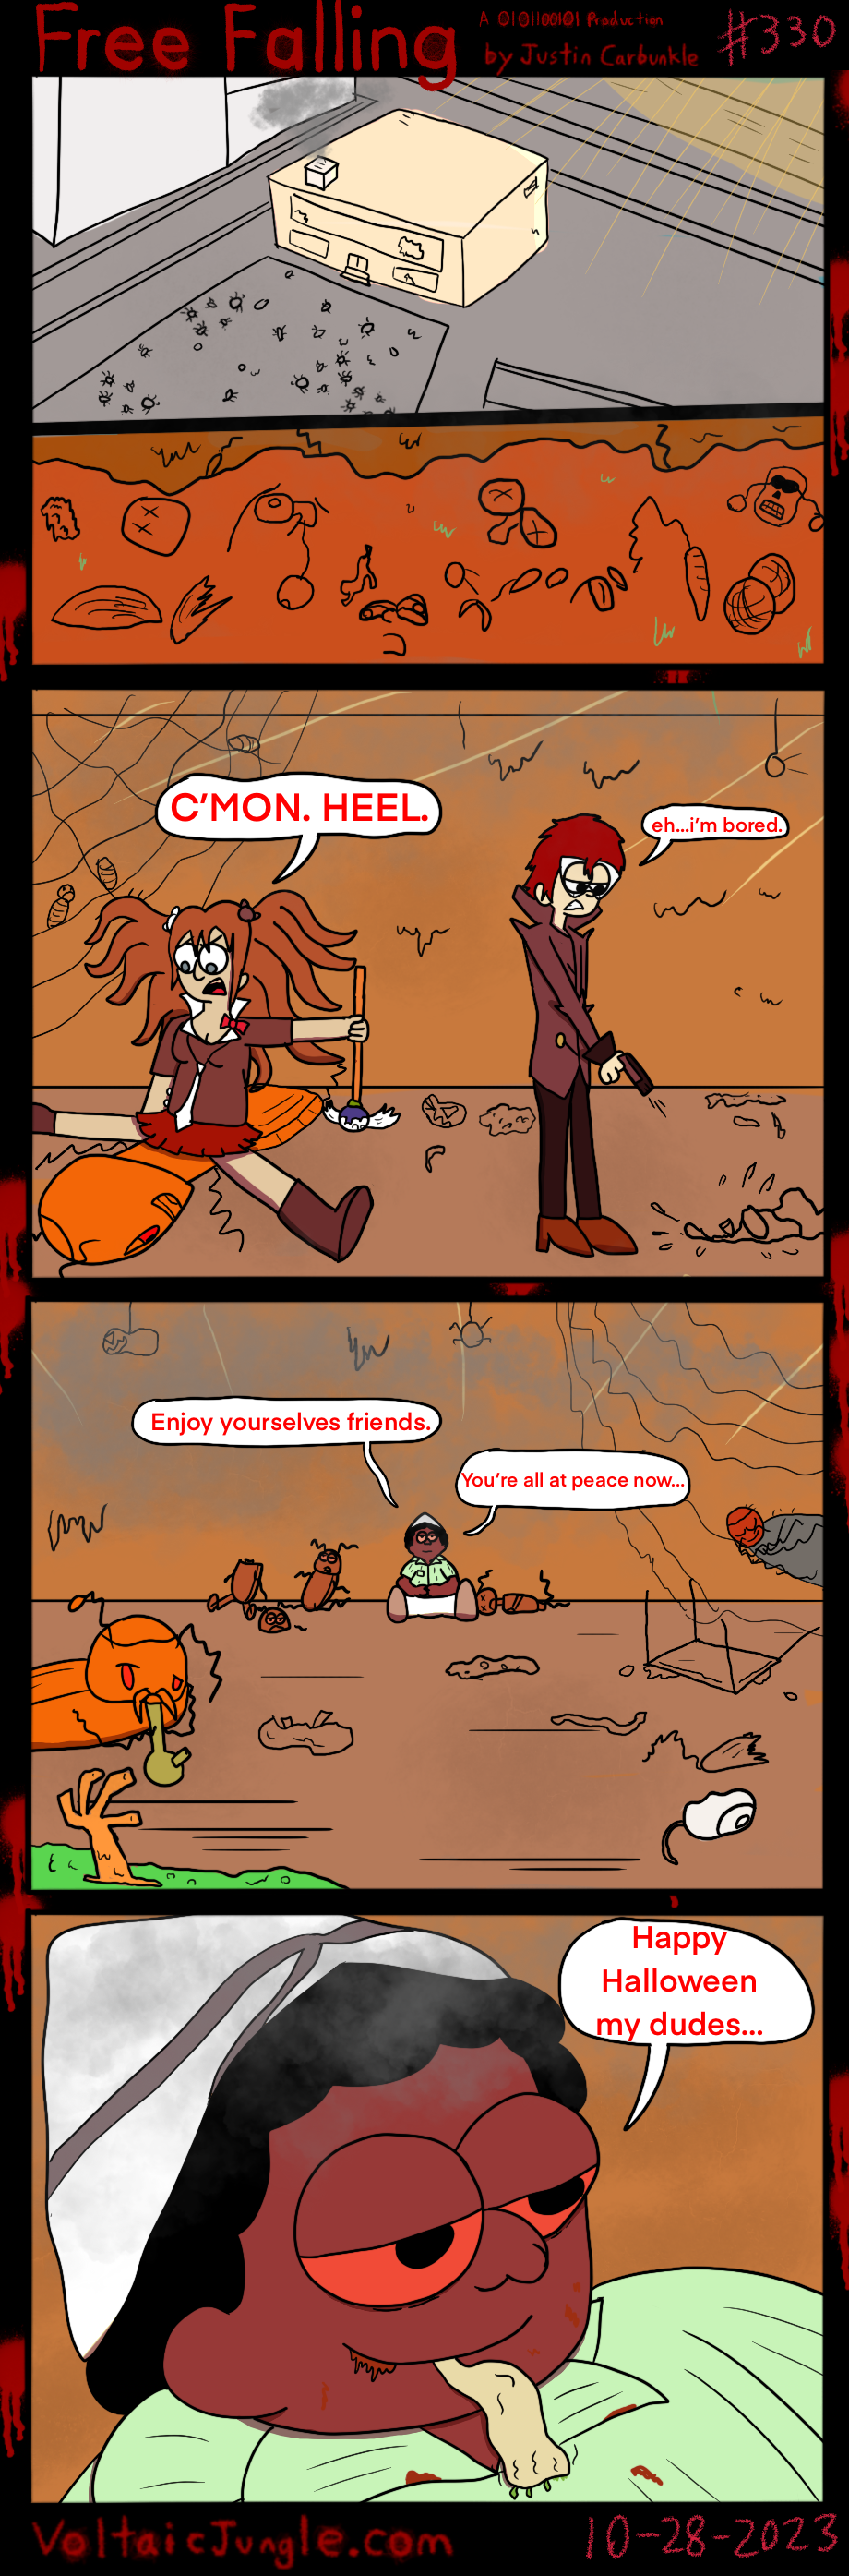 Free Falling
A 0101100101 Production
by Justin Carbunkle
#330
C'MON. HEEL.
eh...i'm bored.
Enjoy yourselves friends.
You're all at peace now...
Happy
Halloween
my dudes...
VoltaicJungle.com
10-28-2023